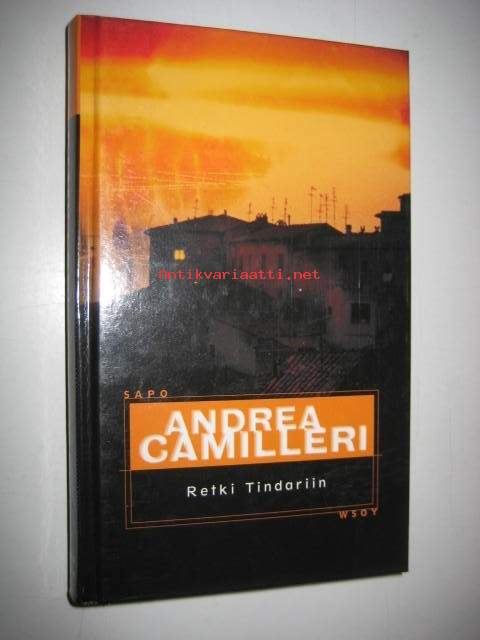 Antikvariaatti.net
SAPO
ANDREA
CAMILLERI
Retki Tindariin
WSOY